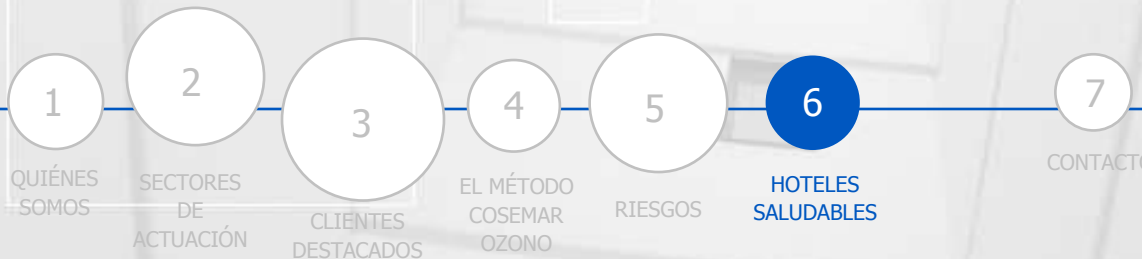 1
QUIÉNES
SOMOS
2
SECTORES
DE
ACTUACIÓN
3
CLIENTES
DESTACADOS
4
EL MÉTODO
COSEMAR
OZONO
5
RIESGOS
6
HOTELES
SALUDABLES
7
CONTACTO